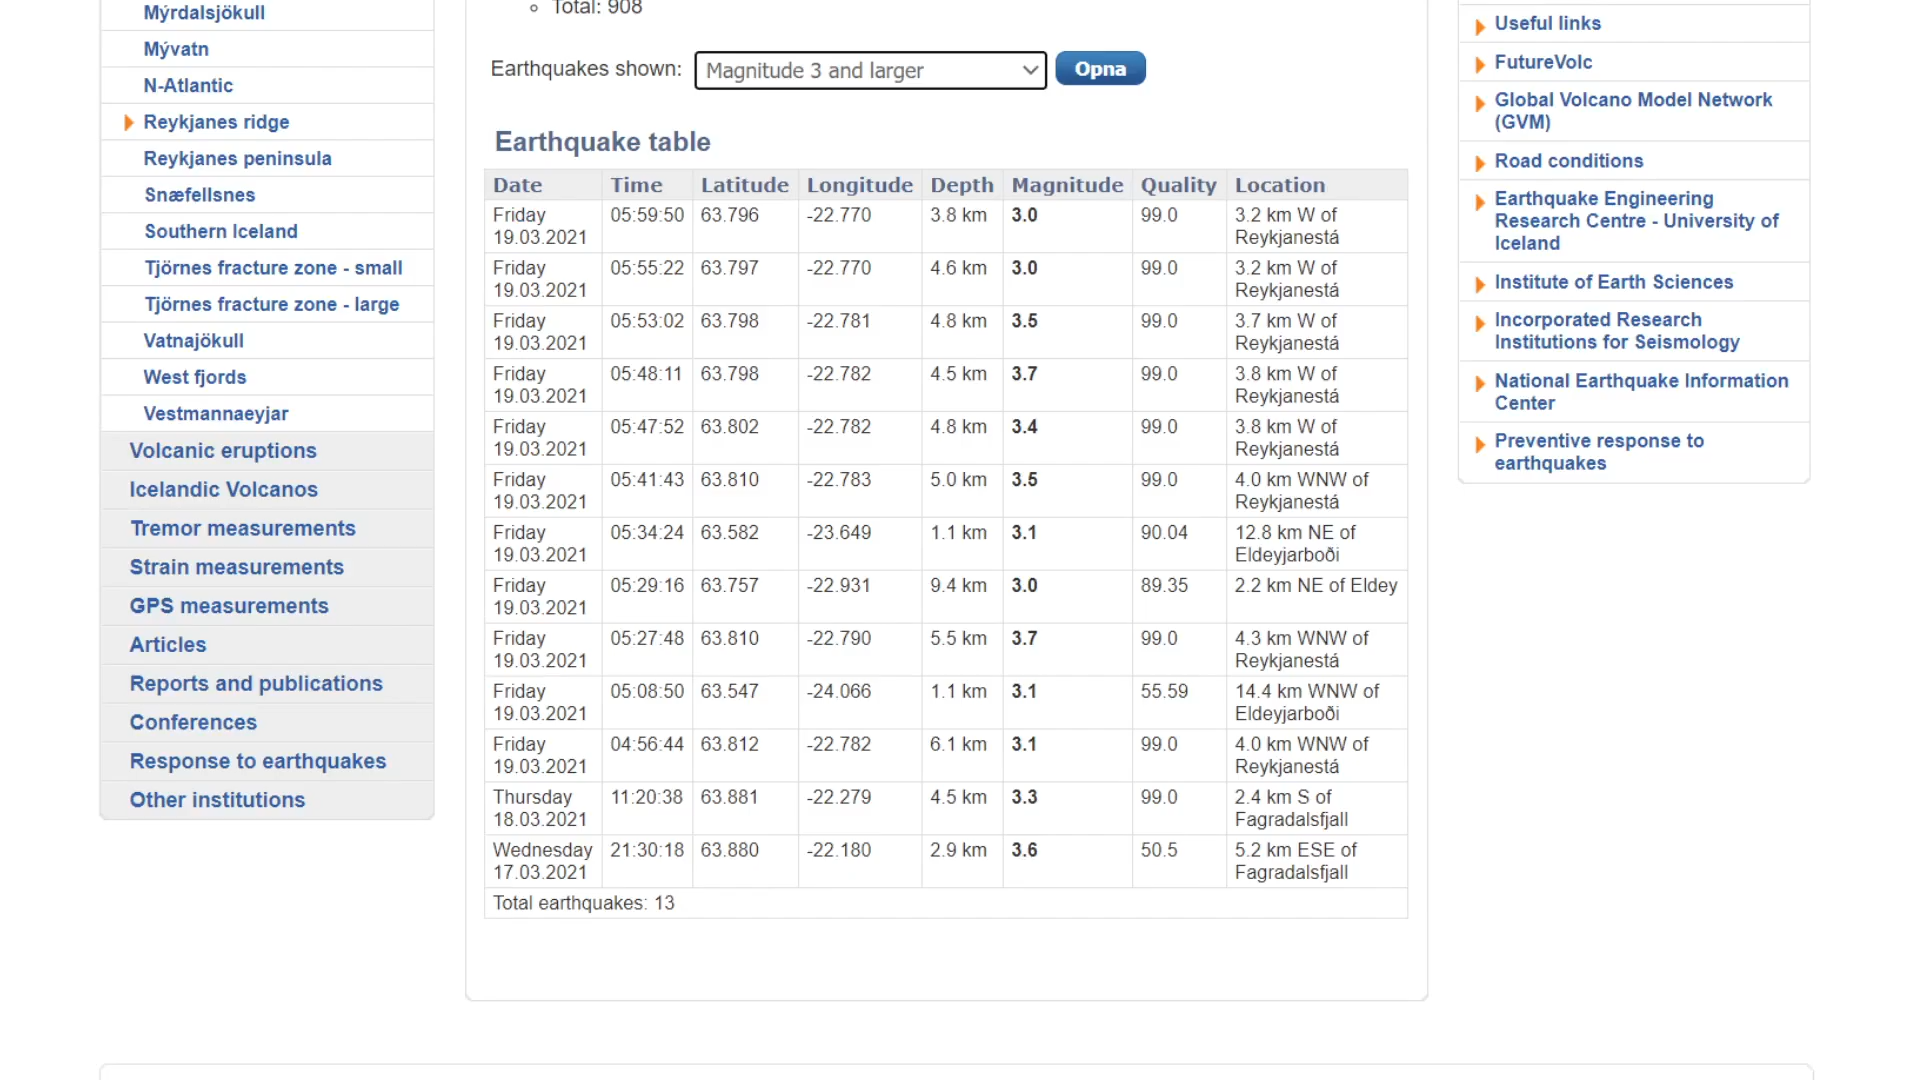 Mýrdalsjökull
Mývatn
N-Atlantic
Reykjanes ridge
Reykjanes peninsula
Snæfellsnes
Southern Iceland
Tjörnes fracture zone - small
Tjörnes fracture zone - large
Vatnajökull
West fjords
Vestmannaeyjar
Volcanic eruptions
Icelandic Volcanos
Tremor measurements
Strain measurements
GPS measurements
Articles
Reports and publications
Conferences
Response to earthquakes
Other institutions
Total: 908
Earthquakes shown: Magnitude 3 and larger Opna
Earthquake table
Date Time Latitude Longitude Depth Magnitude Quality Location
Friday 05:59:50 63.796 -22.770 3.8 km 3.0 99.0 3.2 km W of
19.03.2021 Reykjanestá
Friday 05:55:22 63.797 -22.770 4.6 km 3.0 99.0 3.2 km W of
19.03.2021 Reykjanestá
Friday 05:53:02 63.798 -22.781 4.8 km 3.5 99.0 3.7 km W of
19.03.2021 Reykjanestá
Friday 05:48:11 63.798 -22.782 4.5 km 3.7 99.0 3.8 km W of
19.03.2021 Reykjanestá
Friday 05:47:52 63.802 -22.782 4.8 km 3.4 99.0 3.8 km W of
19.03.2021 Reykjanestá
Friday 05:41:43 63.810 -22.783 5.0 km 3.5 99.0 4.0 km WNW of
19.03.2021 Reykjanestá
Friday 05:34:24 63.582 -23.649 1.1 km 3.1 90.04 12.8 km NE of
19.03.2021 Eldeyjarboði
Friday 05:29:16 63.757 -22.931 9.4 km 3.0 89.35 2.2 km NE of Eldey
19.03.2021
Friday 05:27:48 63.810 -22.790 5.5 km 3.7 99.0 4.3 km WNW of
19.03.2021 Reykjanestá
Friday 05:08:50 63.547 -24.066 1.1 km 3.1 55.59 14.4 km WNW of
19.03.2021 Eldeyjarboði
Friday 04:56:44 63.812 -22.782 6.1 km 3.1 99.0 4.0 km WNW of
19.03.2021 Reykjanestá
Thursday 11:20:38 63.881 -22.279 4.5 km 3.3 99.0 2.4 km S of
18.03.2021 Fagradalsfjall
Wednesday 21:30:18 63.880 -22.180 2.9 km 3.6 50.5 5.2 km ESE of
17.03.2021 Fagradalsfjall
Total earthquakes: 13
Useful links
FutureVolc
Global Volcano Model Network
(GVM)
Road conditions
Earthquake Engineering
Research Centre - University of
Iceland
Institute of Earth Sciences
Incorporated Research
Institutions for Seismology
National Earthquake Information
Center
Preventive response to
earthquakes